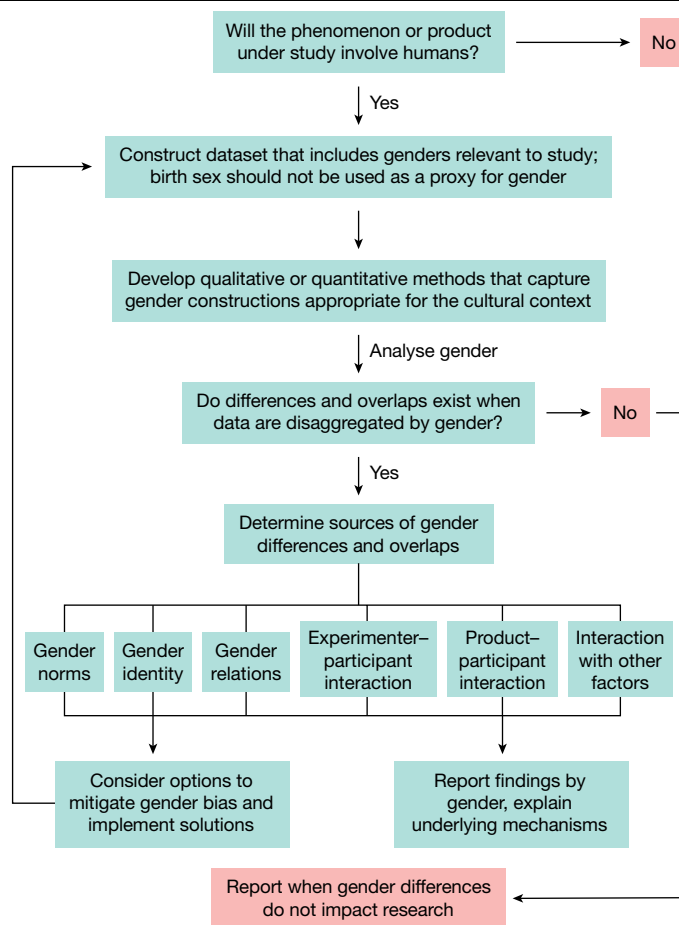 Will the phenomenon or product
under study involve humans?
No
Yes
Construct dataset that includes genders relevant to study;
birth sex should not be used as a proxy for gender
Develop qualitative or quantitative methods that capture
gender constructions appropriate for the cultural context
Analyse gender
Do differences and overlaps exist when
data are disaggregated by gender?
No
Yes
Determine sources of gender
differences and overlaps
Gender
norms
Gender
identity
Gender
relations
Experimenter–
participant
interaction
Product–
participant
interaction
Interaction
with other
factors
Consider options to
mitigate gender bias and
implement solutions
Report findings by
gender, explain
underlying mechanisms
Report when gender differences
do not impact research